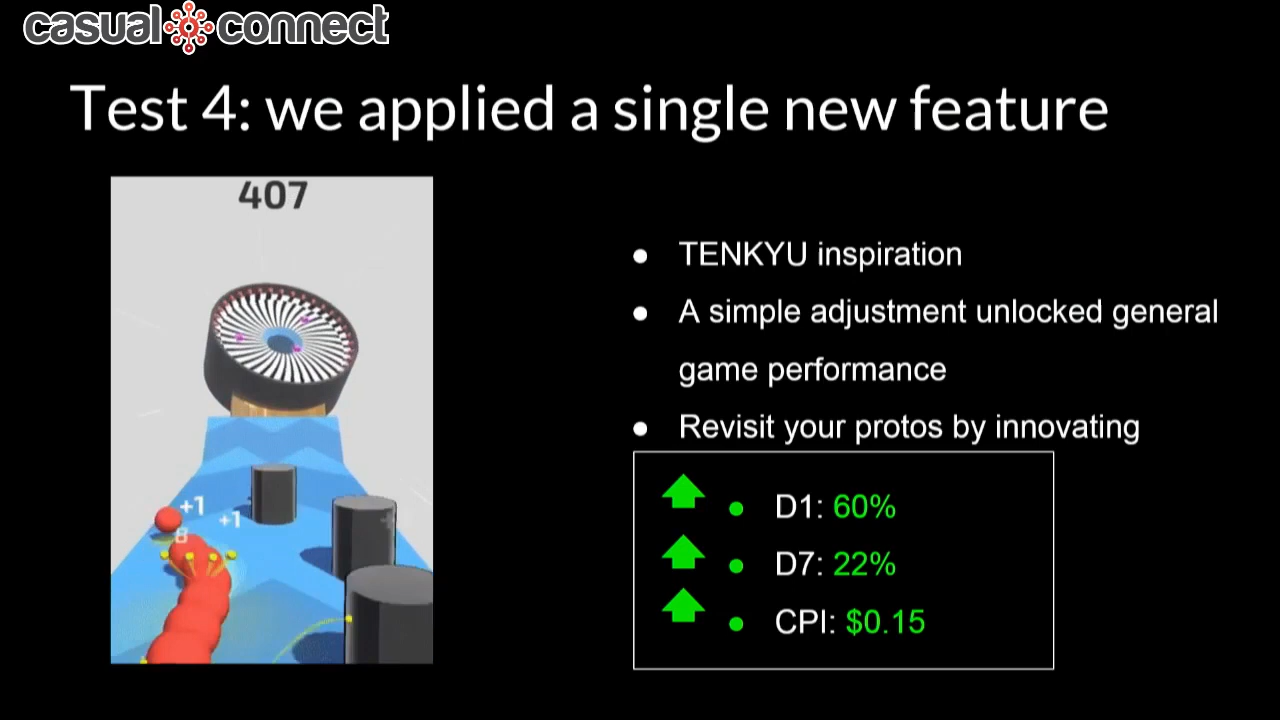 casual connect
Test 4: we applied a single new feature
407
+1
+1
8
● TENKYU inspiration
● A simple adjustment unlocked general
game performance
● Revisit your protos by innovating
● D1: 60%
● D7: 22%
● CPI: $0.15